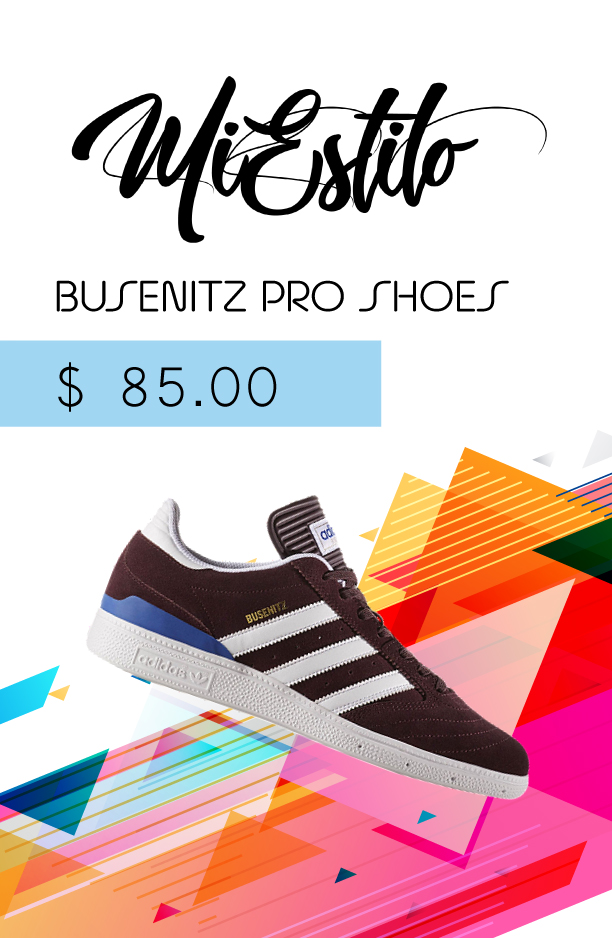 MiEstilo
BUSENITZ PRO SHOES
$ 85.00
BUSENITZ
adidas